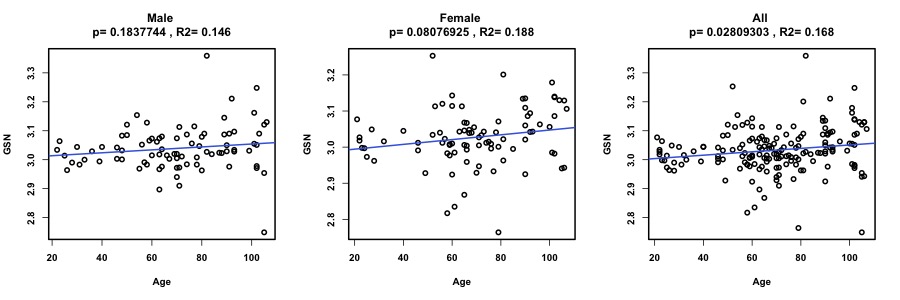 Male
p= 0.1837744 , R2= 0.146
GSN
3.3
3.2
3.1
3.0
2.9
2.8
20 40 60 80 100
Age
Female
p= 0.08076925 , R2= 0.188
GSN
3.2
3.1
3.0
2.9
2.8
20 40 60 80 100
Age
All
p= 0.02809303 , R2= 0.168
GSN
3.3
3.2
3.1
3.0
2.9
2.8
20 40 60 80 100
Age